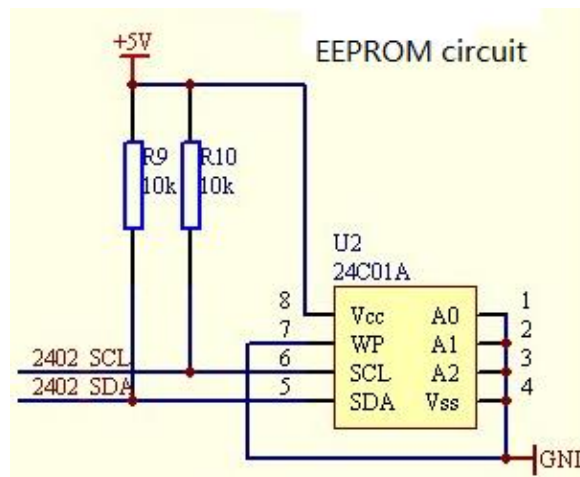 +5V
EEPROM circuit
R9
10k
R10
10k
U2
24C01A
8
7
6
5
Vcc
WP
SCL
SDA
A0
A1
A2
Vss
1
2
3
4
2402 SCL
2402 SDA
GND